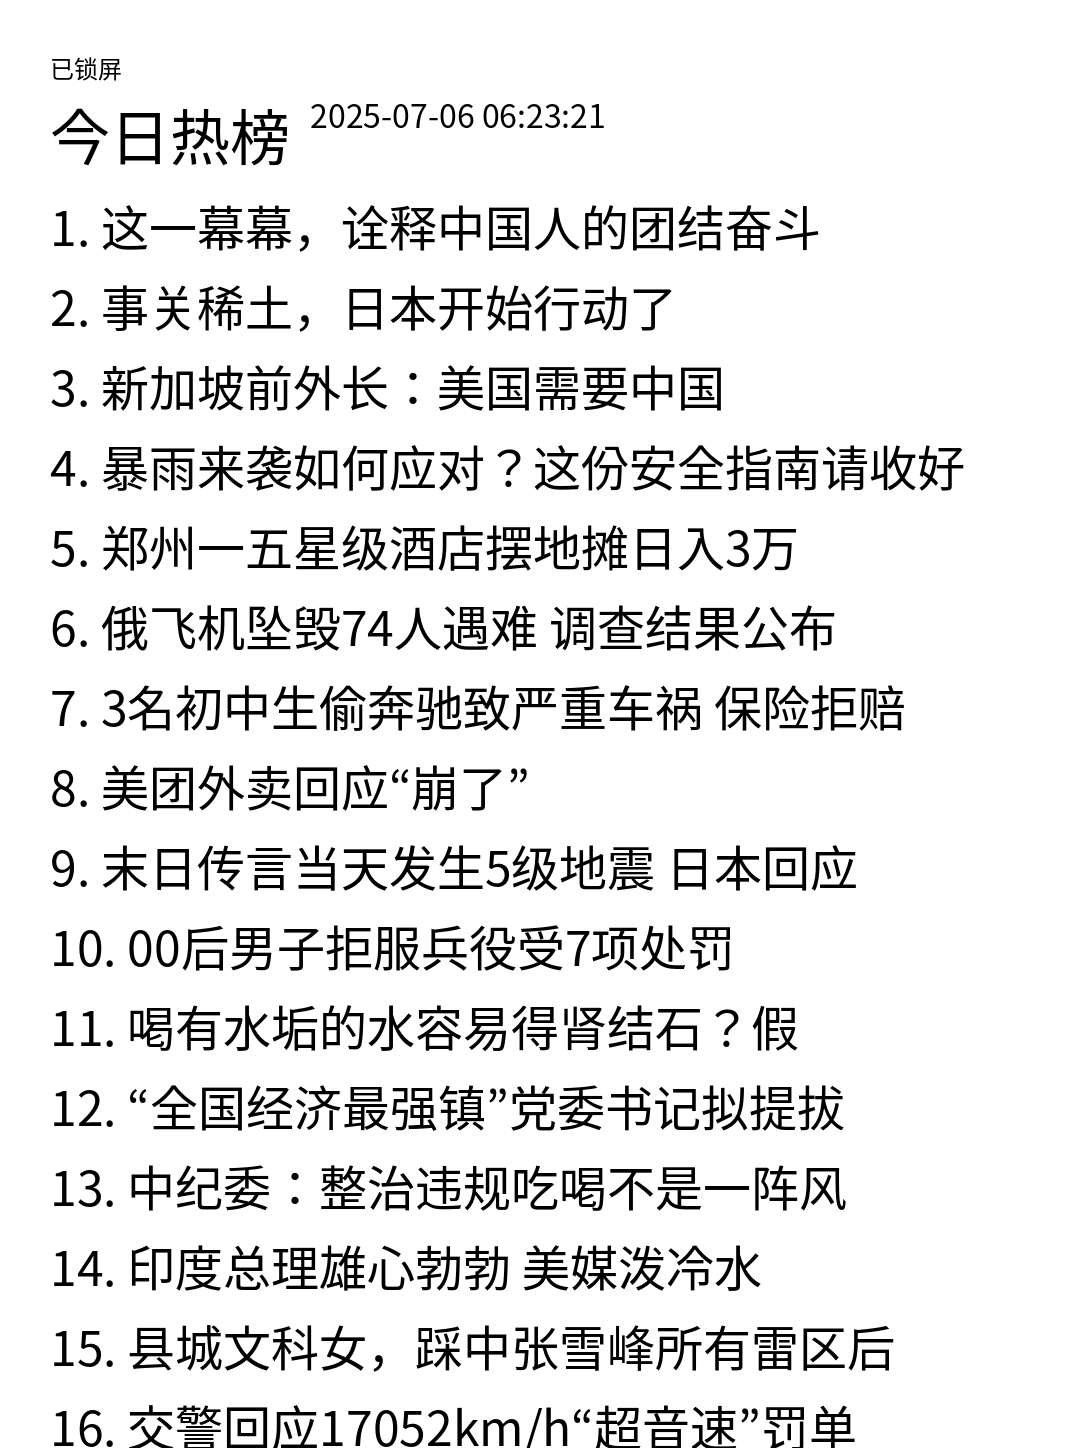 已锁屏
今日热榜 2025-07-06 06:23:21
1. 这一幕幕，诠释中国人的团结奋斗
2. 事关稀土，日本开始行动了
3. 新加坡前外长：美国需要中国
4. 暴雨来袭如何应对？这份安全指南请收好
5. 郑州一五星级酒店摆地摊日入3万
6. 俄飞机坠毁74人遇难 调查结果公布
7. 3名初中生偷奔驰致严重车祸 保险拒赔
8. 美团外卖回应“崩了”
9. 末日传言当天发生5级地震 日本回应
10. 00后男子拒服兵役受7项处罚
11. 喝有水垢的水容易得肾结石？假
12. “全国经济最强镇”党委书记拟提拔
13. 中纪委：整治违规吃喝不是一阵风
14. 印度总理雄心勃勃 美媒泼冷水
15. 县城文科女，踩中张雪峰所有雷区后
16. 交警回应17052km/h“超音速”罚单